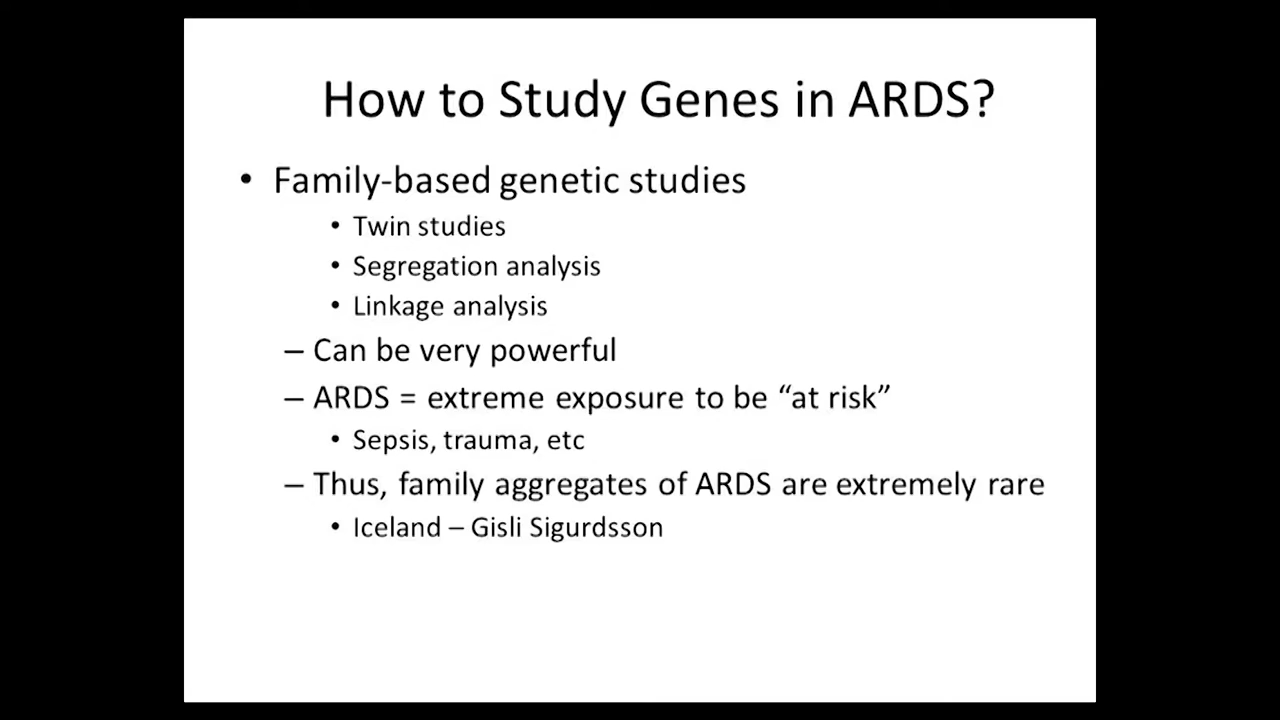 How to Study Genes in ARDS?
• Family-based genetic studies
• Twin studies
• Segregation analysis
• Linkage analysis
– Can be very powerful
– ARDS = extreme exposure to be “at risk”
• Sepsis, trauma, etc
– Thus, family aggregates of ARDS are extremely rare
• Iceland – Gisli Sigurdsson